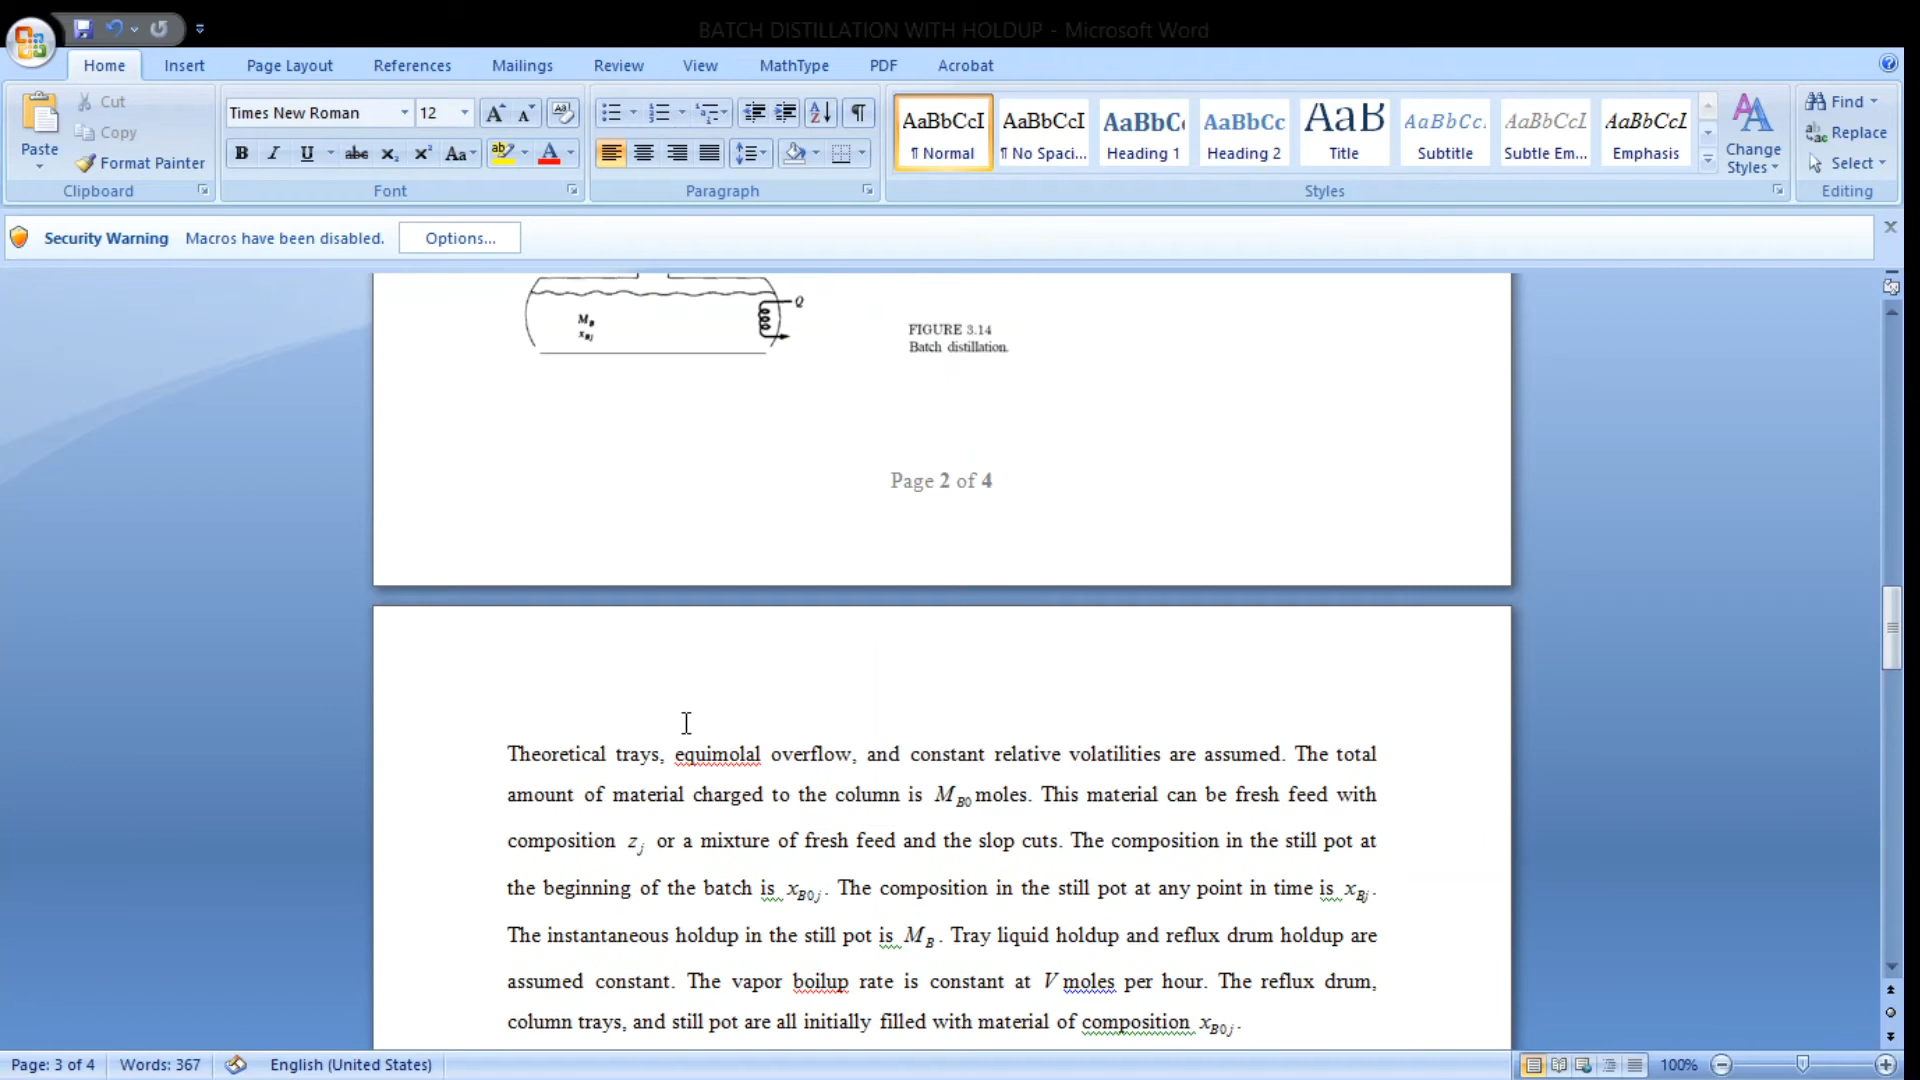 BATCH DISTILLATION WITH HOLDUP - Microsoft Word
Home Insert Page Layout References Mailings Review View MathType PDF Acrobat
Paste
Cut
Copy
Format Painter
Clipboard
Times New Roman 12
Font
Paragraph
AaBbCcI AaBbCcI AaBbC AaBbCc AaB AaBbCc. AaBbCcI AaBbCcI
¶ Normal ¶ No Spaci... Heading 1 Heading 2 Title Subtitle Subtle Em... Emphasis
Styles
Change Styles
Find
Replace
Select
Editing
Security Warning Macros have been disabled. Options...
Q
M_B
x_Bj
FIGURE 3.14
Batch distillation.
Page 2 of 4
Theoretical trays, equimolal overflow, and constant relative volatilities are assumed. The total
amount of material charged to the column is M_B0 moles. This material can be fresh feed with
composition z_j or a mixture of fresh feed and the slop cuts. The composition in the still pot at
the beginning of the batch is x_B0j. The composition in the still pot at any point in time is x_Bj.
The instantaneous holdup in the still pot is M_B. Tray liquid holdup and reflux drum holdup are
assumed constant. The vapor boilup rate is constant at V moles per hour. The reflux drum,
column trays, and still pot are all initially filled with material of composition x_B0j.
Page: 3 of 4 Words: 367 English (United States) 100%